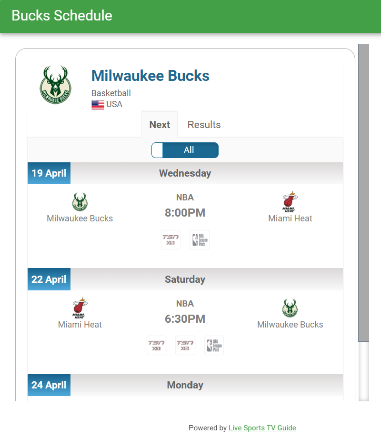 Bucks Schedule
Milwaukee Bucks
Basketball
USA
Next Results
All
19 April Wednesday
NBA
8:00PM
Milwaukee Bucks Miami Heat
22 April Saturday
NBA
6:30PM
Miami Heat Milwaukee Bucks
24 April Monday
Powered by Live Sports TV Guide